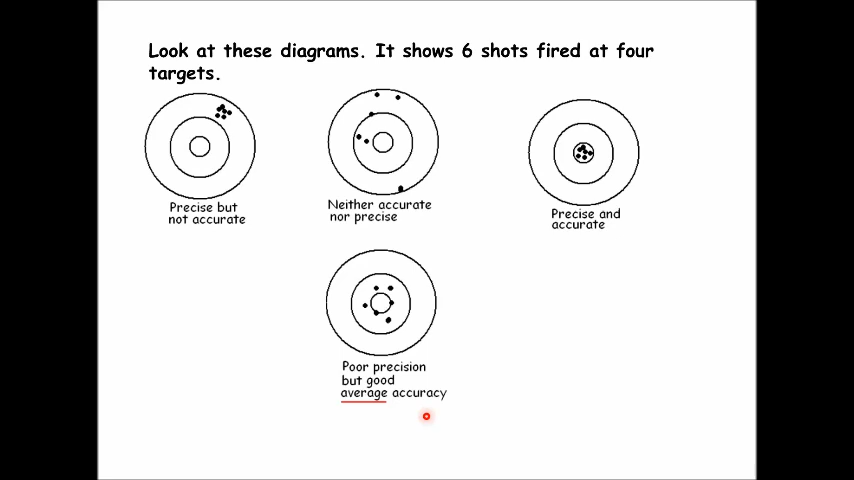 Look at these diagrams. It shows 6 shots fired at four
targets.
Precise but
not accurate
Neither accurate
nor precise
Precise and
accurate
Poor precision
but good
average accuracy